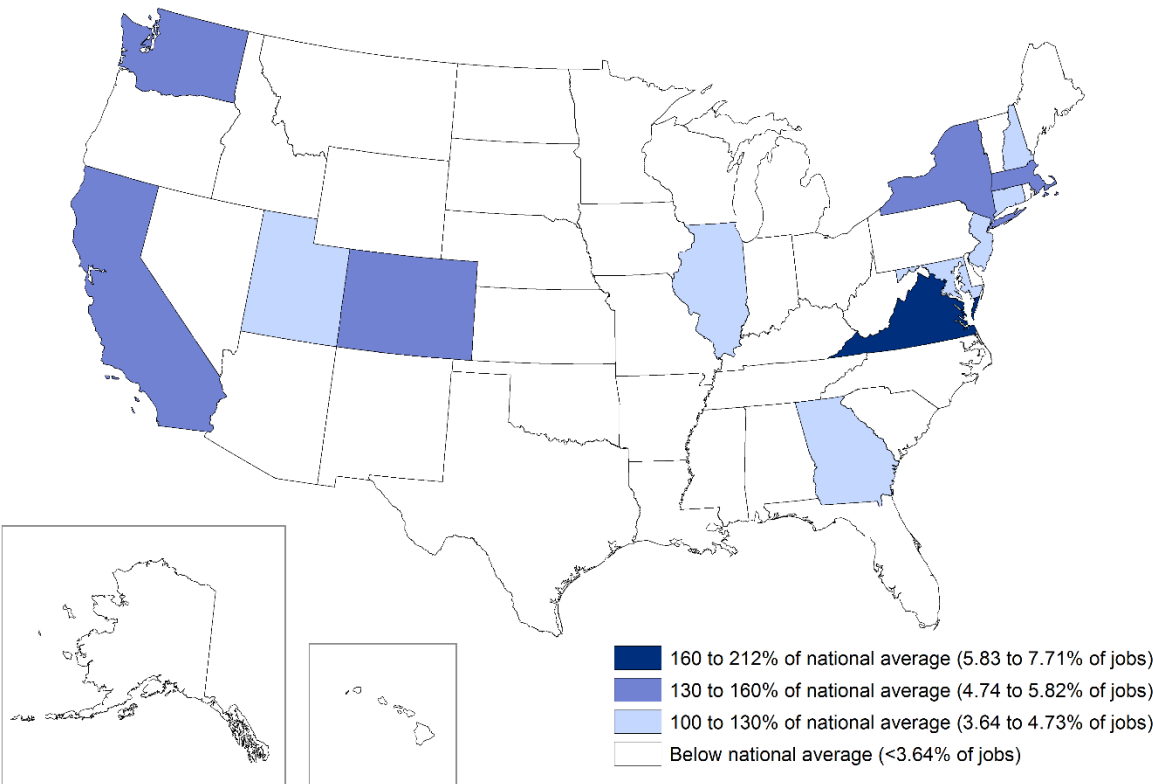 160 to 212% of national average (5.83 to 7.71% of jobs)
130 to 160% of national average (4.74 to 5.82% of jobs)
100 to 130% of national average (3.64 to 4.73% of jobs)
Below national average (<3.64% of jobs)